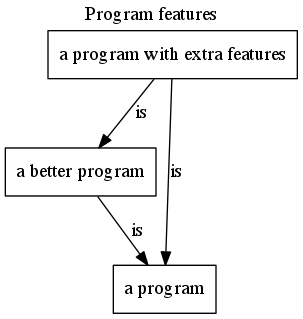 Program features
a program with extra features
is
a better program
is
is
a program